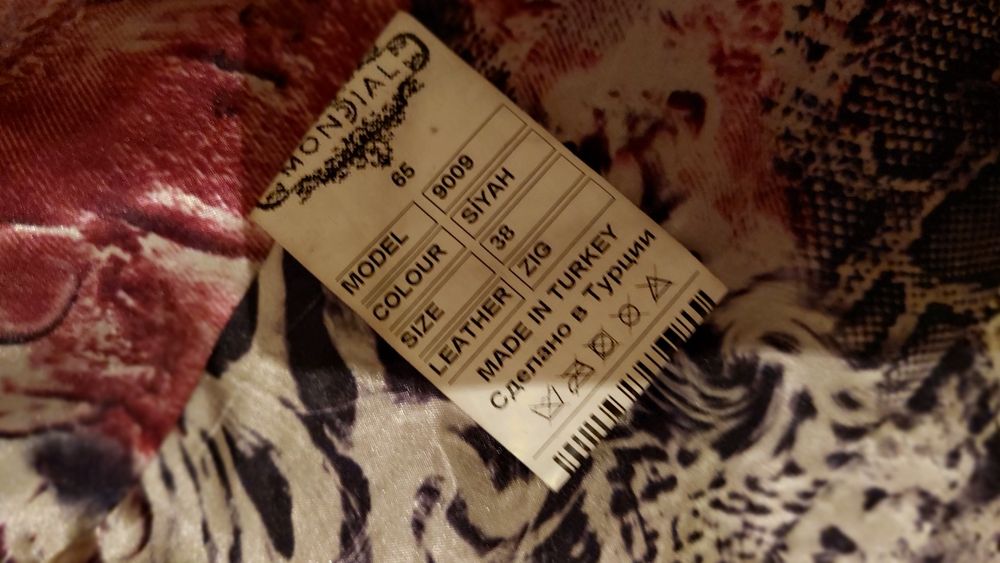 MONDIAL
65
MODEL 9009
COLOUR SİYAH
SIZE 38
LEATHER ZIG
MADE IN TURKEY
Сделано в Турции